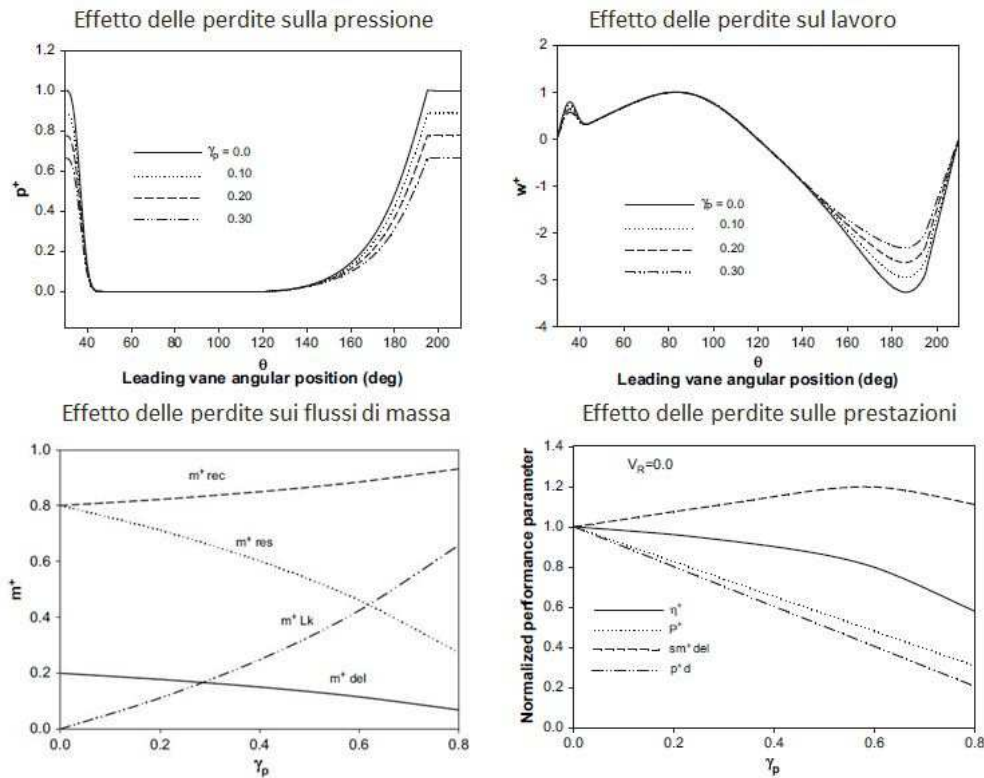 Effetto delle perdite sulla pressione
1.2
1.0
0.8
0.6
0.4
0.2
0.0
p⁺
γp = 0.0
0.10
0.20
0.30
40 60 80 100 120 140 160 180 200
θ
Leading vane angular position (deg)
Effetto delle perdite sul lavoro
2
1
0
-1
-2
-3
-4
w⁺
γp = 0.0
0.10
0.20
0.30
40 60 80 100 120 140 160 180 200
θ
Leading vane angular position (deg)
Effetto delle perdite sui flussi di massa
1.0
0.8
0.6
0.4
0.2
0.0
m⁺
m⁺ rec
m⁺ res
m⁺ Lk
m⁺ del
0.0 0.2 0.4 0.6 0.8
γp
Effetto delle perdite sulle prestazioni
1.4
1.2
1.0
0.8
0.6
0.4
0.2
0.0
Normalized performance parameter
VR=0.0
η⁺
P⁺
sm⁺ del
p⁺ d
0.0 0.2 0.4 0.6 0.8
γp